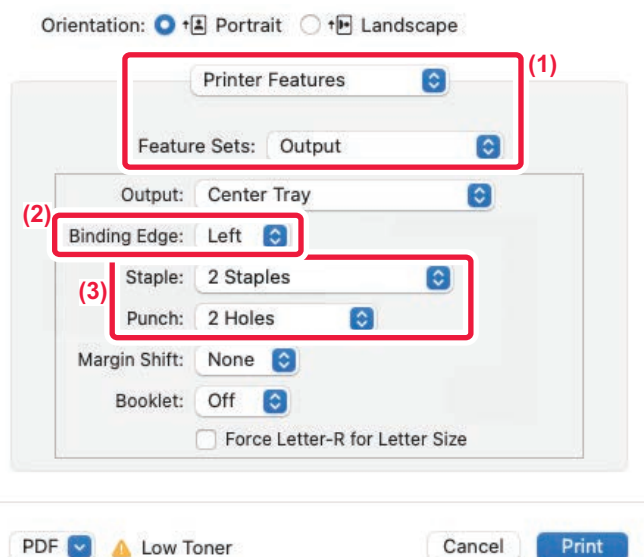 Orientation: Portrait Landscape
(1)
Printer Features
Feature Sets: Output
Output: Center Tray
(2)
Binding Edge: Left
(3)
Staple: 2 Staples
Punch: 2 Holes
Margin Shift: None
Booklet: Off
Force Letter-R for Letter Size
PDF Low Toner Cancel Print